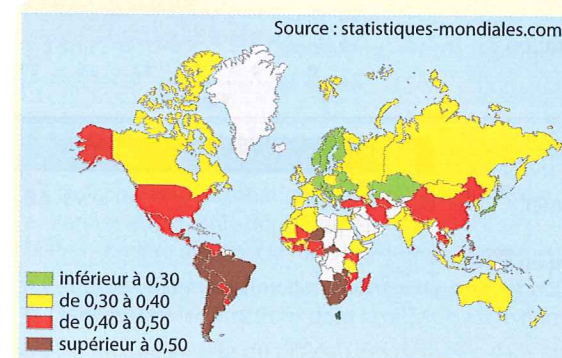 Source : statistiques-mondiales.com
inférieur à 0,30
de 0,30 à 0,40
de 0,40 à 0,50
supérieur à 0,50